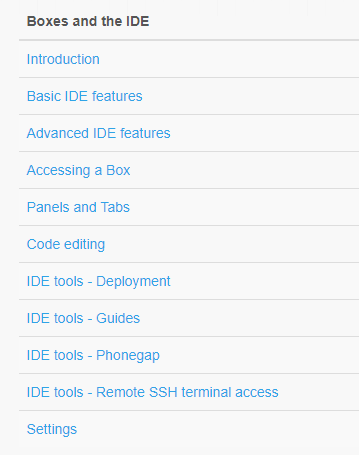 Boxes and the IDE
Introduction
Basic IDE features
Advanced IDE features
Accessing a Box
Panels and Tabs
Code editing
IDE tools - Deployment
IDE tools - Guides
IDE tools - Phonegap
IDE tools - Remote SSH terminal access
Settings